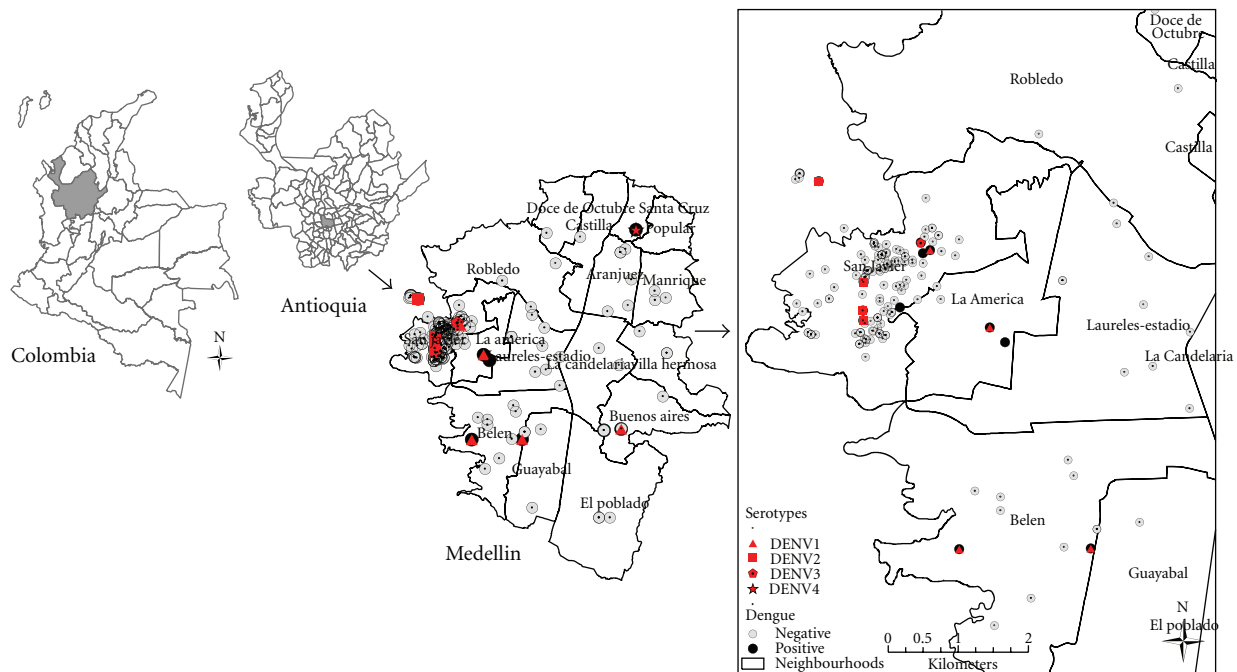 Colombia
N
Antioquia
Medellin
Doce de Octubre
Santa Cruz
Castilla
Popular
Robledo
Aranjuez
Manrique
San Javier
La america
Laureles-estadio
La candelaria
villa hermosa
Buenos aires
Belen
Guayabal
El poblado
Doce de
Octubre
Castilla
Robledo
Castilla
San Javier
La America
Laureles-estadio
La Candelaria
Belen
Guayabal
El poblado
N
Serotypes
DENV1
DENV2
DENV3
DENV4
Dengue
Negative
Positive
Neighbourhoods
0 0.5 1 2
Kilometers